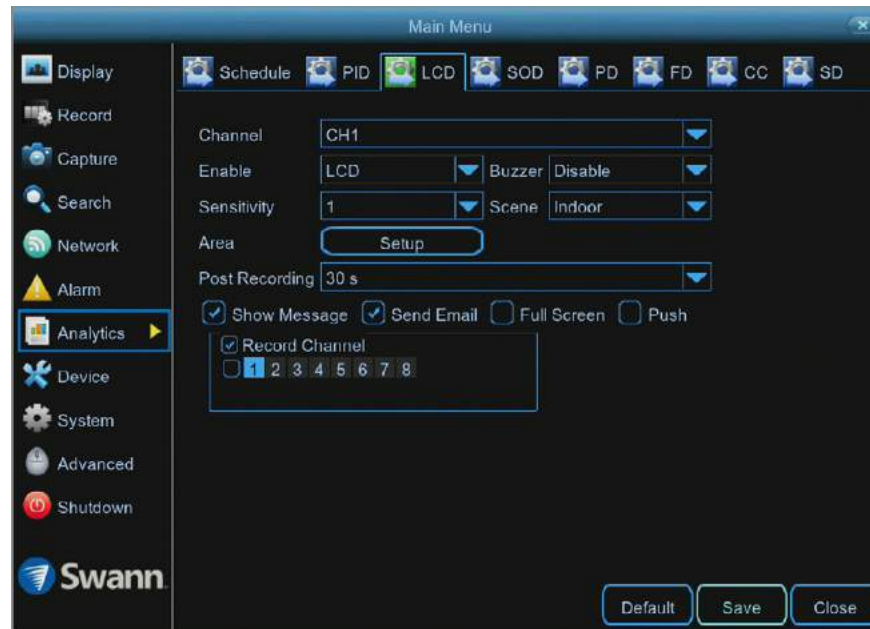 Main Menu
Display
Record
Capture
Search
Network
Alarm
Analytics
Device
System
Advanced
Shutdown
Swann
Schedule PID LCD SOD PD FD CC SD
Channel CH1
Enable LCD Buzzer Disable
Sensitivity 1 Scene Indoor
Area Setup
Post Recording 30 s
Show Message Send Email Full Screen Push
Record Channel
1 2 3 4 5 6 7 8
Default Save Close